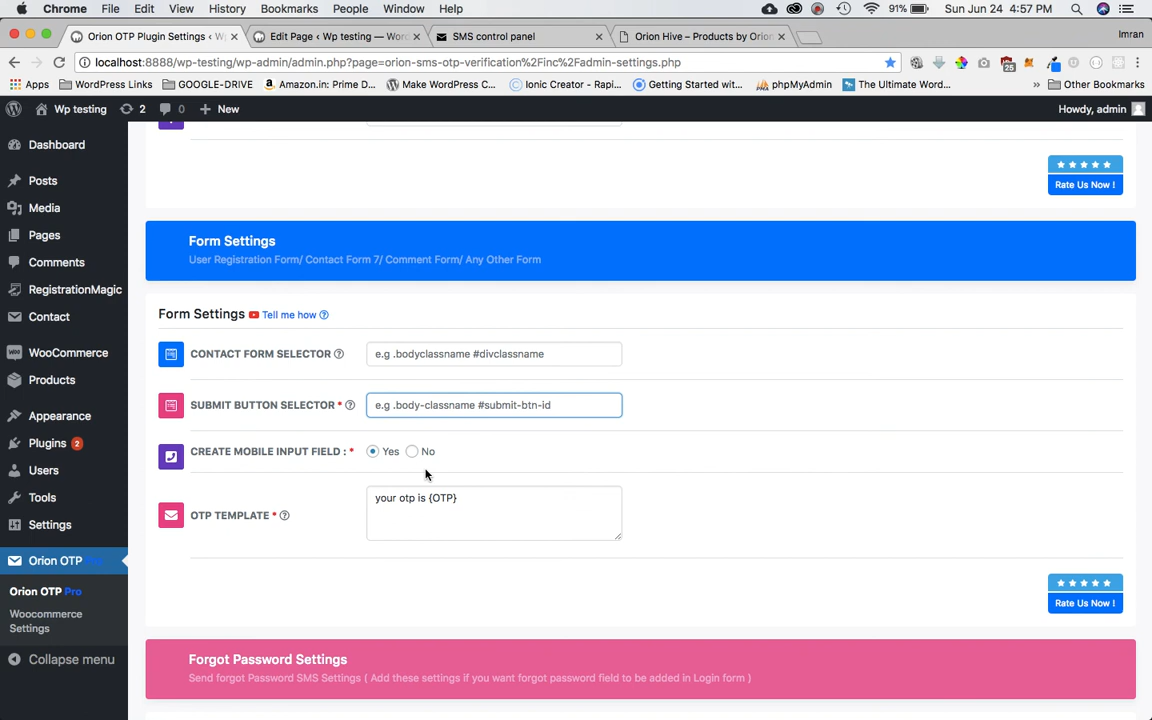 Chrome File Edit View History Bookmarks People Window Help 91% Sun Jun 24 4:57 PM
Orion OTP Plugin Settings ‹ W Edit Page ‹ Wp testing — Wor SMS control panel Orion Hive – Products by Orion Imran
localhost:8888/wp-testing/wp-admin/admin.php?page=orion-sms-otp-verification%2Finc%2Fadmin-settings.php 25
Apps WordPress Links GOOGLE-DRIVE Amazon.in: Prime D... Make WordPress C... Ionic Creator - Rapi... Getting Started wit... phpMyAdmin The Ultimate Wor... » Other Bookmarks
Wp testing 2 0 + New Howdy, admin
Dashboard
Posts
Media
Pages
Comments
RegistrationMagic
Contact
WooCommerce
Products
Appearance
Plugins 2
Users
Tools
Settings
Orion OTP Pro
Orion OTP Pro
Woocommerce
Settings
Collapse menu
Rate Us Now !
Form Settings
User Registration Form/ Contact Form 7/ Comment Form/ Any Other Form
Form Settings Tell me how
CONTACT FORM SELECTOR e.g .bodyclassname #divclassname
SUBMIT BUTTON SELECTOR * e.g .body-classname #submit-btn-id
CREATE MOBILE INPUT FIELD : * Yes No
OTP TEMPLATE * your otp is {OTP}
Rate Us Now !
Forgot Password Settings
Send forgot Password SMS Settings ( Add these settings if you want forgot password field to be added in Login form )